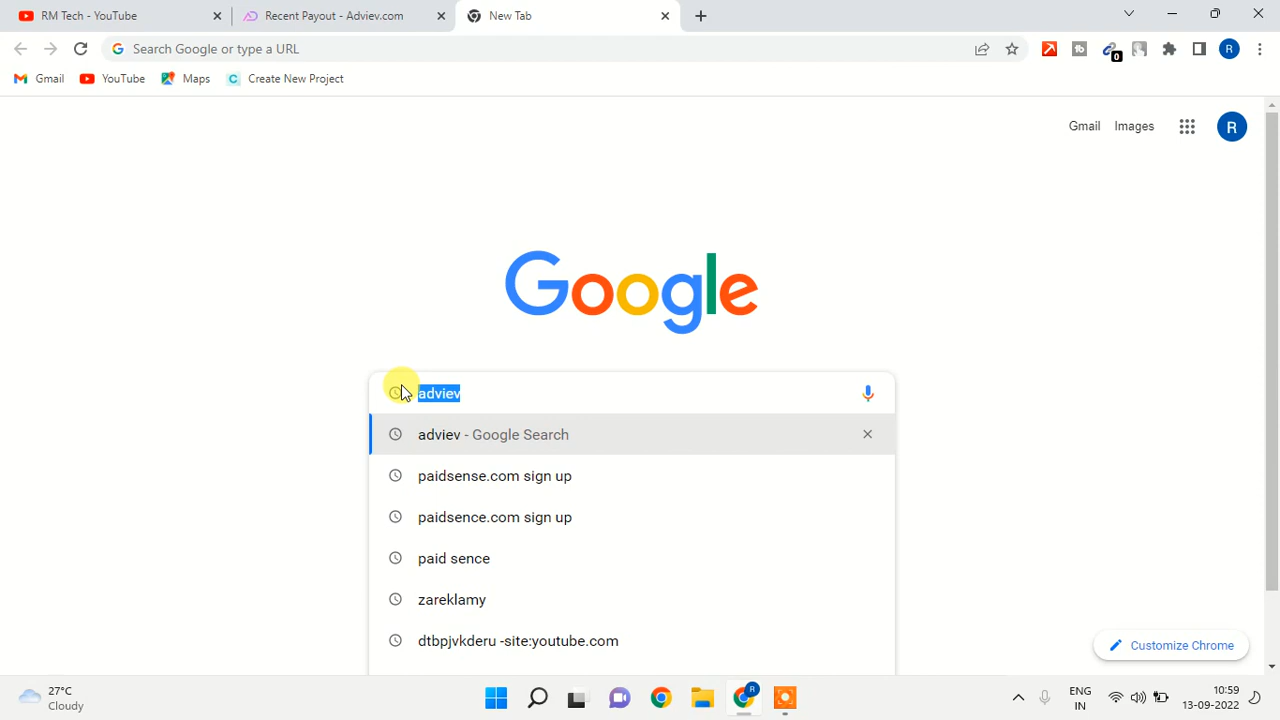 RM Tech - YouTube
Recent Payout - Adviev.com
New Tab
Search Google or type a URL
0
R
Gmail
YouTube
Maps
C
Create New Project
Gmail
Images
R
Google
adviev
adviev - Google Search
paidsense.com sign up
paidsence.com sign up
paid sence
zareklamy
dtbpjvkderu -site:youtube.com
Customize Chrome
27°C
Cloudy
R
ENG
IN
10:59
13-09-2022